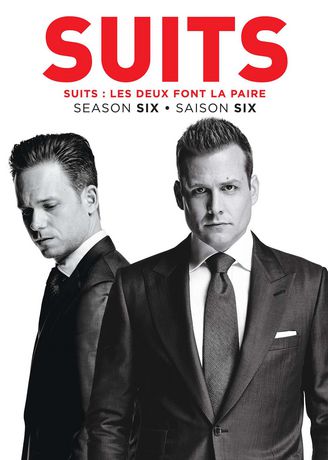 SUITS
SUITS : LES DEUX FONT LA PAIRE
SEASON SIX • SAISON SIX